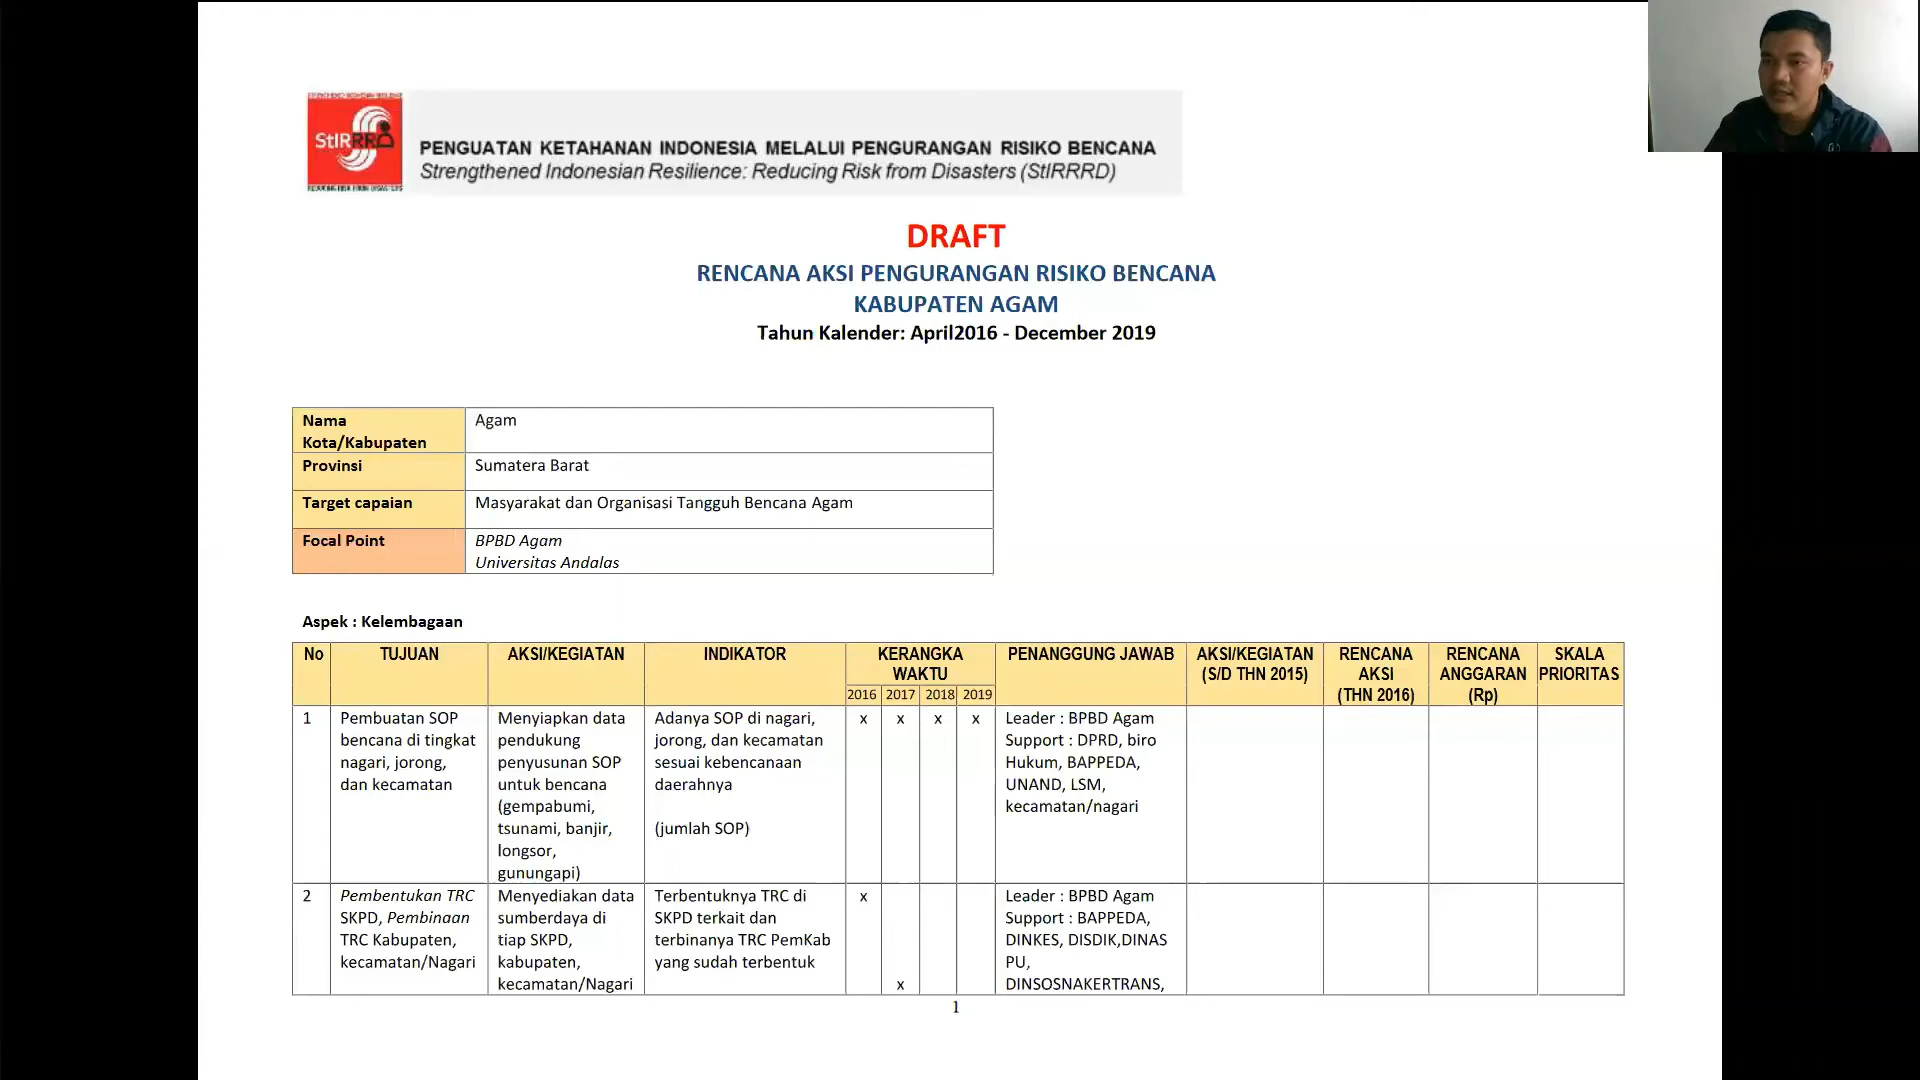 StIRRRD
PENGUATAN KETAHANAN INDONESIA MELALUI PENGURANGAN RISIKO BENCANA
Strengthened Indonesian Resilience: Reducing Risk from Disasters (StIRRRD)
DRAFT
RENCANA AKSI PENGURANGAN RISIKO BENCANA
KABUPATEN AGAM
Tahun Kalender: April2016 - December 2019
Nama Kota/Kabupaten Agam
Provinsi Sumatera Barat
Target capaian Masyarakat dan Organisasi Tangguh Bencana Agam
Focal Point BPBD Agam
Universitas Andalas
Aspek : Kelembagaan
No TUJUAN AKSI/KEGIATAN INDIKATOR KERANGKA WAKTU PENANGGUNG JAWAB AKSI/KEGIATAN (S/D THN 2015) RENCANA AKSI (THN 2016) RENCANA ANGGARAN (Rp) SKALA PRIORITAS
2016 2017 2018 2019
1
Pembuatan SOP
bencana di tingkat
nagari, jorong,
dan kecamatan
Menyiapkan data
pendukung
penyusunan SOP
untuk bencana
(gempabumi,
tsunami, banjir,
longsor,
gunungapi)
Adanya SOP di nagari,
jorong, dan kecamatan
sesuai kebencanaan
daerahnya
(jumlah SOP)
x x x x
Leader : BPBD Agam
Support : DPRD, biro
Hukum, BAPPEDA,
UNAND, LSM,
kecamatan/nagari
2
Pembentukan TRC
SKPD, Pembinaan
TRC Kabupaten,
kecamatan/Nagari
Menyediakan data
sumberdaya di
tiap SKPD,
kabupaten,
kecamatan/Nagari
Terbentuknya TRC di
SKPD terkait dan
terbinanya TRC PemKab
yang sudah terbentuk
x
x
Leader : BPBD Agam
Support : BAPPEDA,
DINKES, DISDIK,DINAS
PU,
DINSOSNAKERTRANS,
1